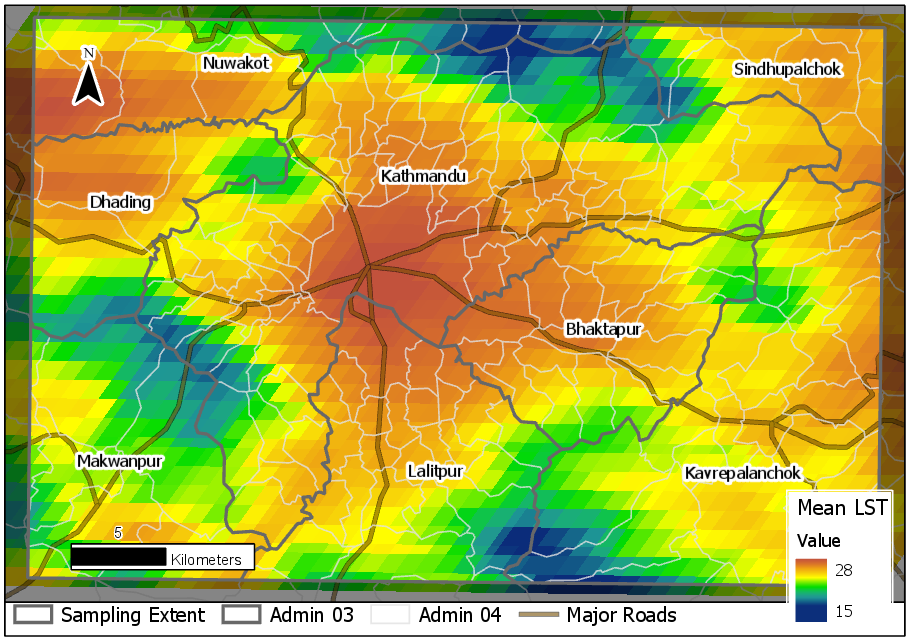 N
Nuwakot
Sindhupalchok
Kathmandu
Dhading
Bhaktapur
Makwanpur
Lalitpur
Kavrepalanchok
Mean LST
Value
28
15
5
Kilometers
Sampling Extent
Admin 03
Admin 04
Major Roads